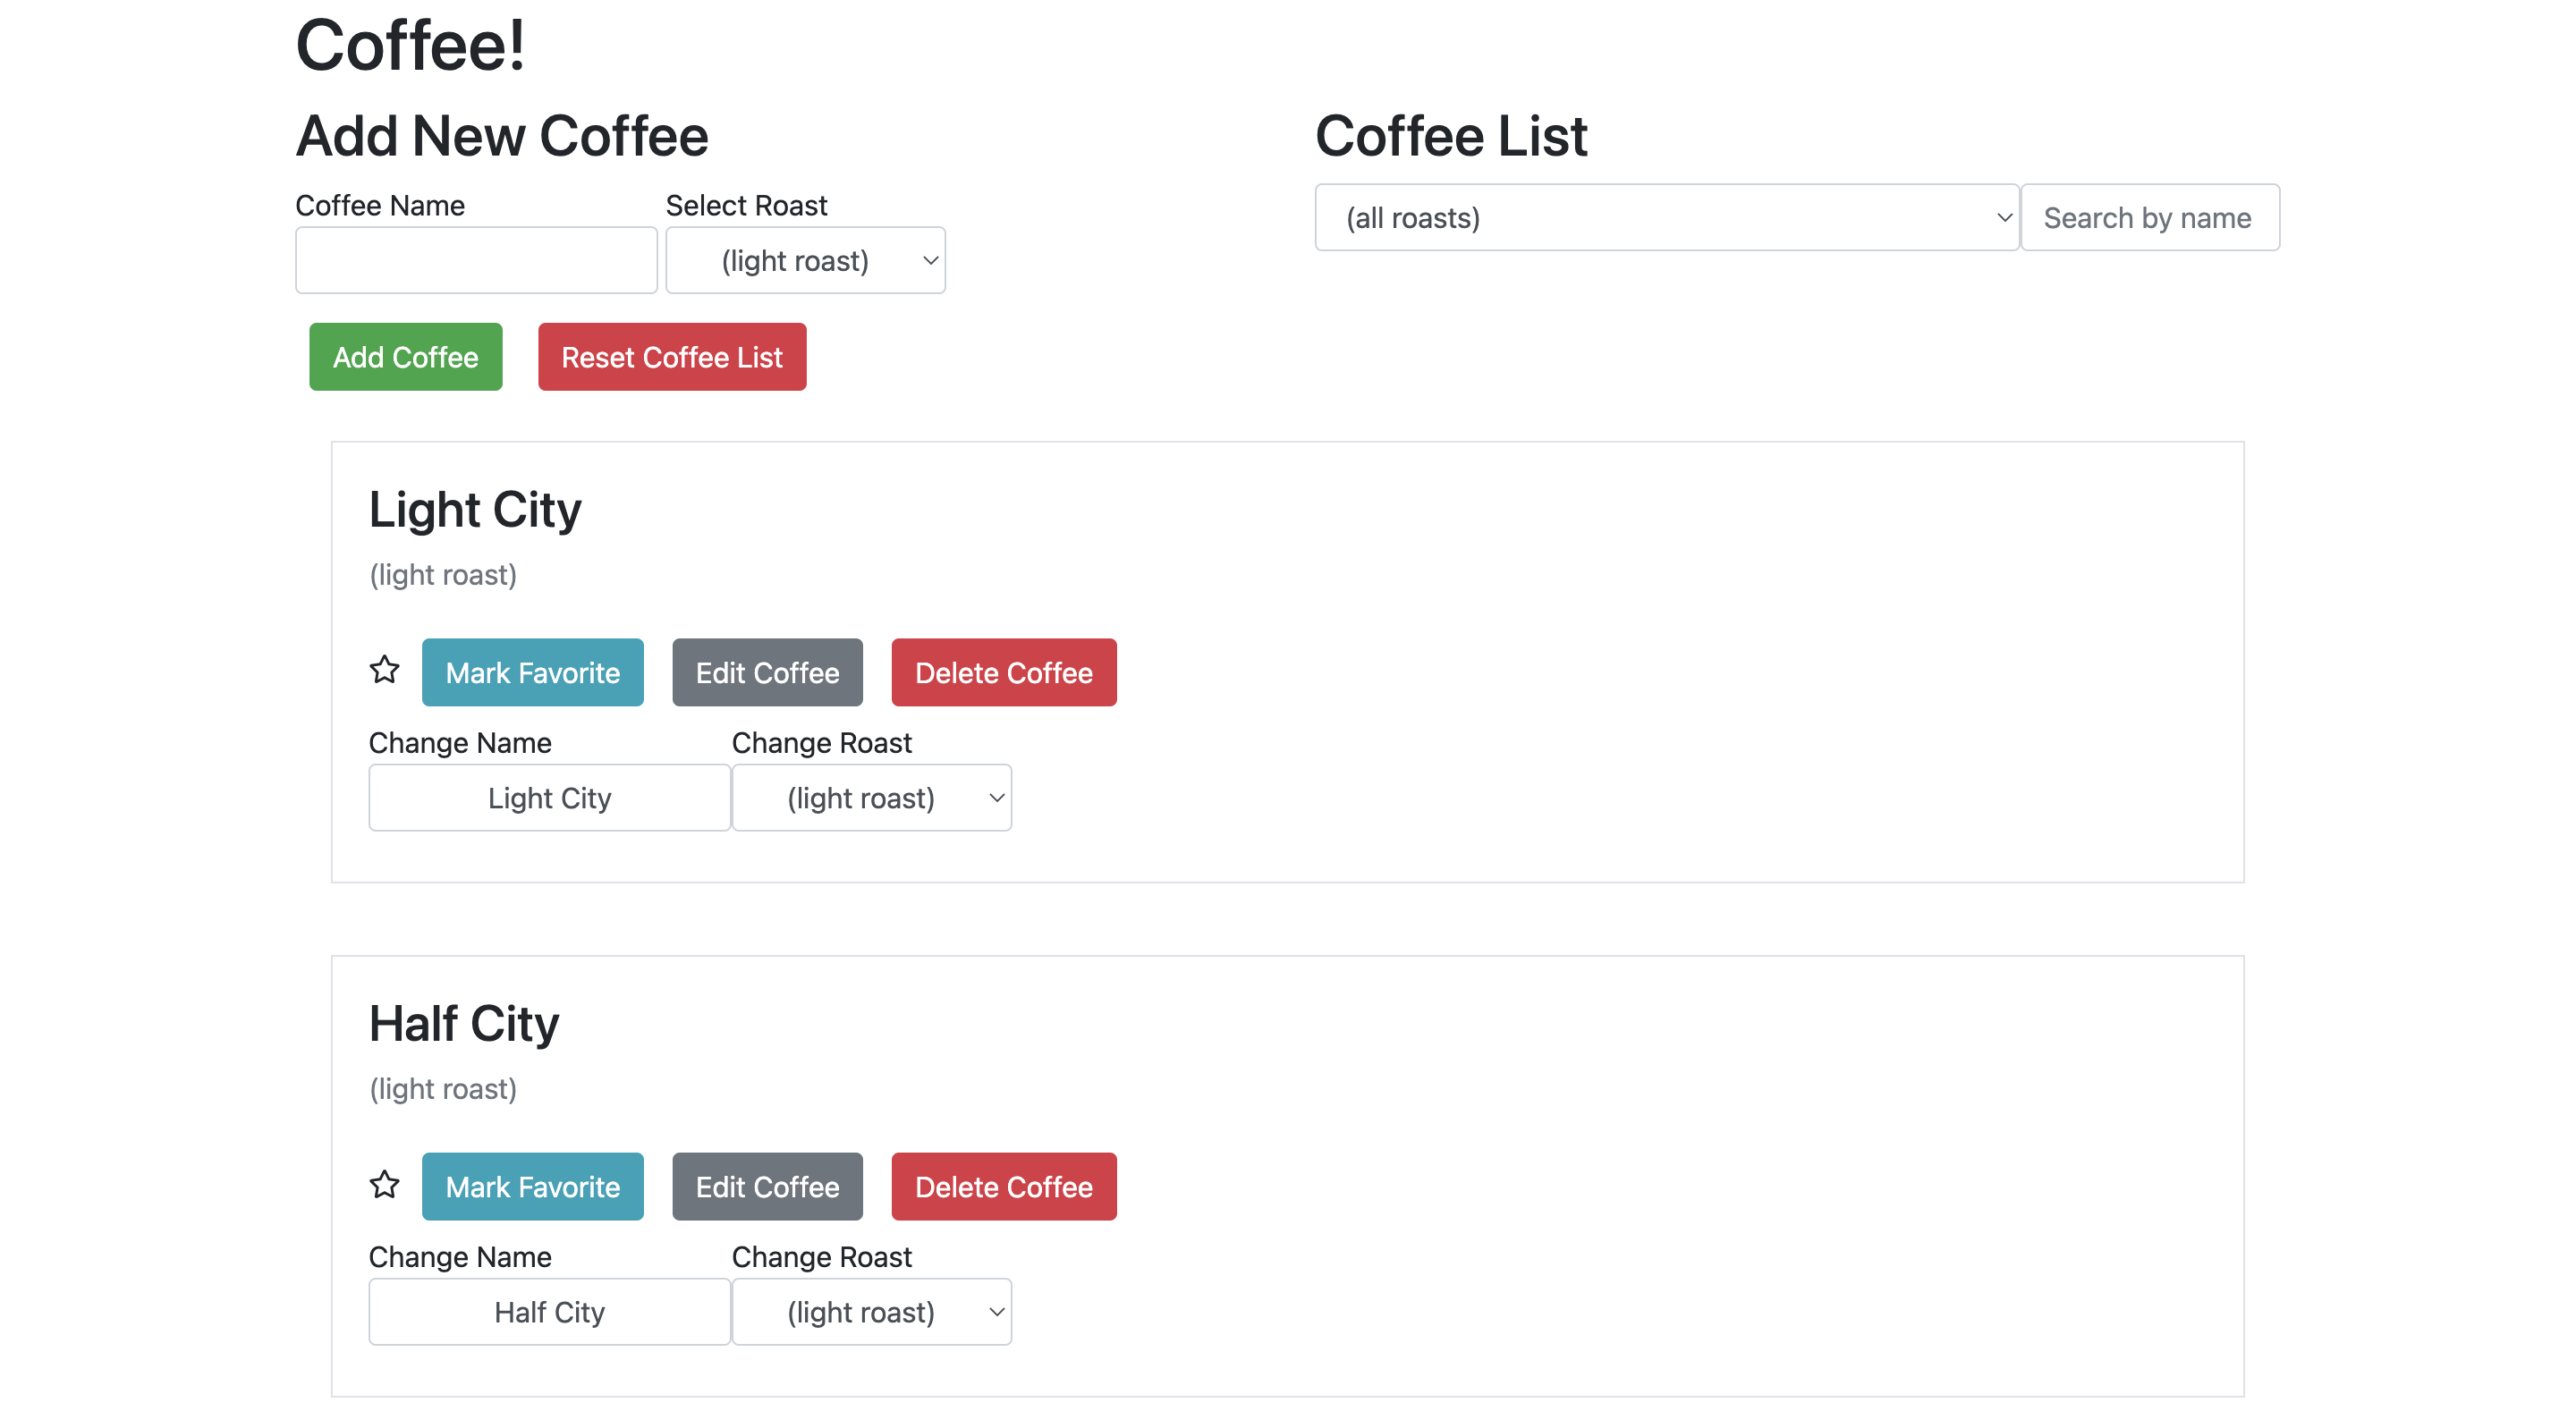 Coffee!
Add New Coffee
Coffee Name Select Roast
(light roast)
Add Coffee Reset Coffee List
Coffee List
(all roasts) Search by name
Light City
(light roast)
Mark Favorite Edit Coffee Delete Coffee
Change Name Change Roast
Light City (light roast)
Half City
(light roast)
Mark Favorite Edit Coffee Delete Coffee
Change Name Change Roast
Half City (light roast)